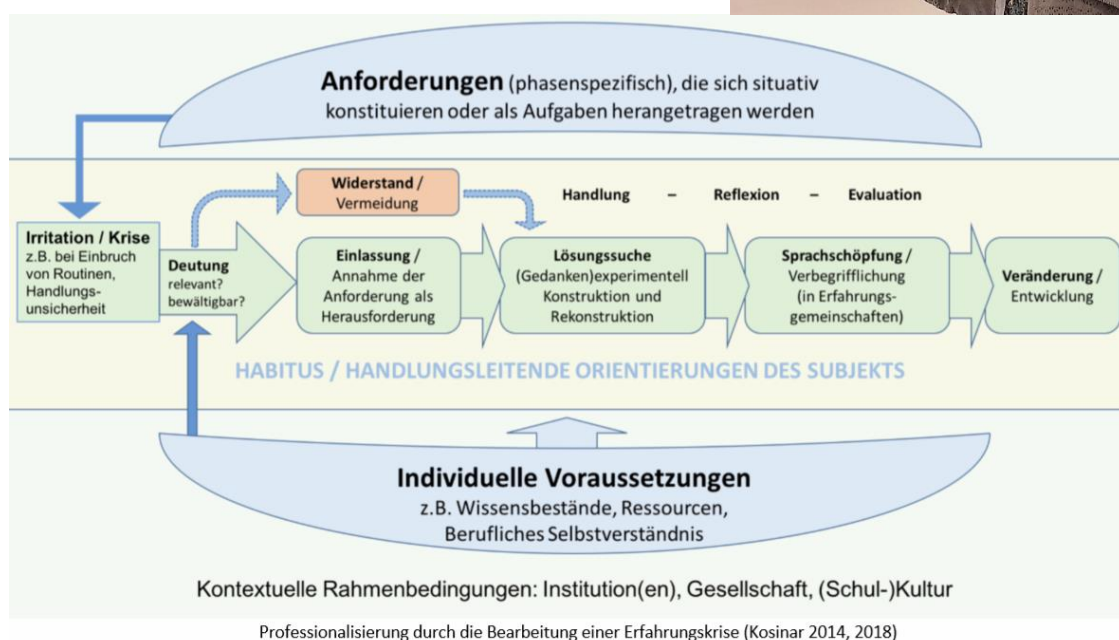 Anforderungen (phasenspezifisch), die sich situativ
konstituieren oder als Aufgaben herangetragen werden
Widerstand /
Vermeidung
Handlung – Reflexion – Evaluation
Irritation / Krise
z.B. bei Einbruch
von Routinen,
Handlungs-
unsicherheit
Deutung
relevant?
bewältigbar?
Einlassung /
Annahme der
Anforderung als
Herausforderung
Lösungssuche
(Gedanken)experimentell
Konstruktion und
Rekonstruktion
Sprachschöpfung /
Verbegrifflichung
(in Erfahrungs-
gemeinschaften)
Veränderung /
Entwicklung
HABITUS / HANDLUNGSLEITENDE ORIENTIERUNGEN DES SUBJEKTS
Individuelle Voraussetzungen
z.B. Wissensbestände, Ressourcen,
Berufliches Selbstverständnis
Kontextuelle Rahmenbedingungen: Institution(en), Gesellschaft, (Schul-)Kultur
Professionalisierung durch die Bearbeitung einer Erfahrungskrise (Kosinar 2014, 2018)